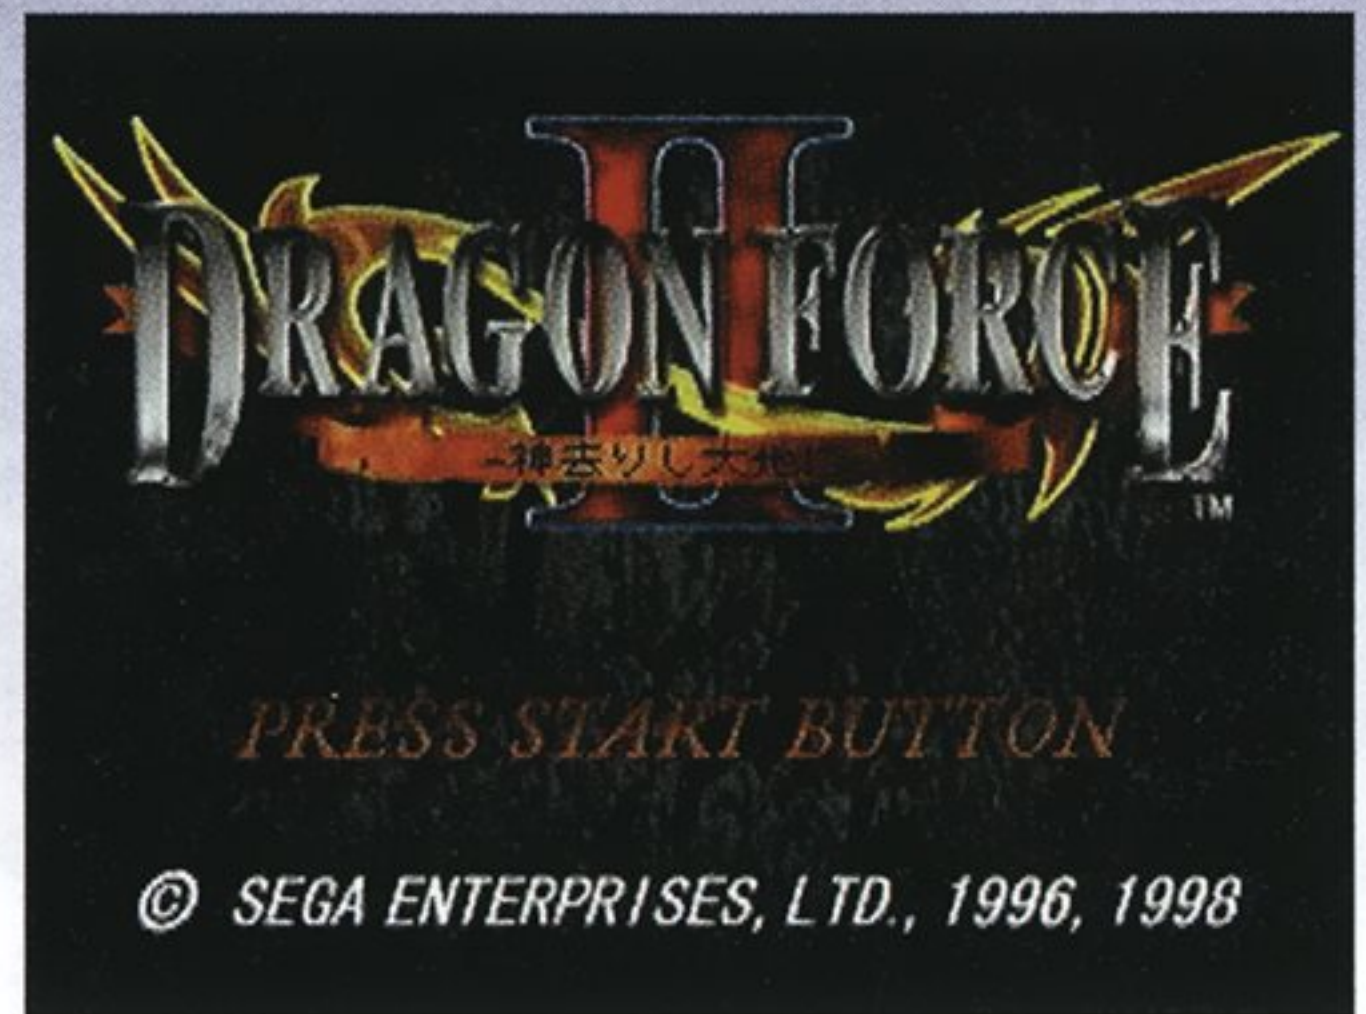 II
DRAGON FORCE
-神去りし大地に-
TM
PRESS START BUTTON
© SEGA ENTERPRISES, LTD., 1996, 1998